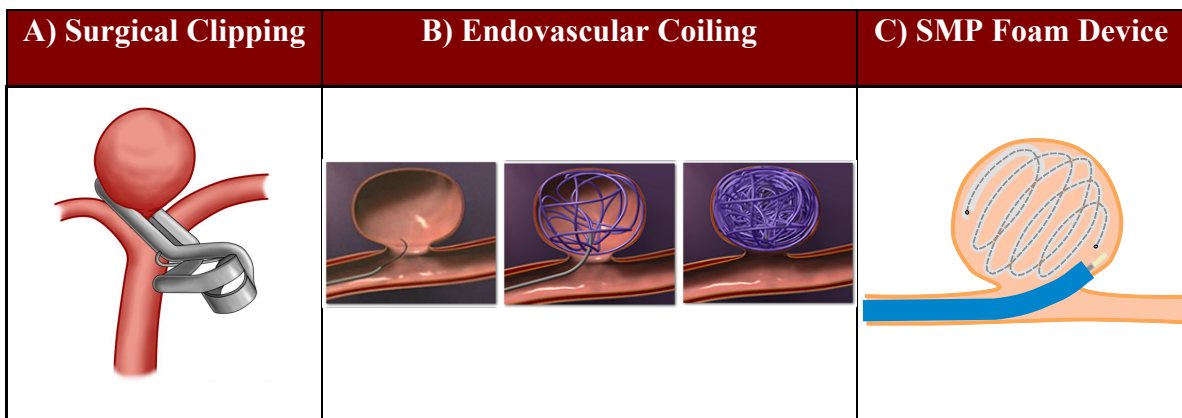 A) Surgical Clipping
B) Endovascular Coiling
C) SMP Foam Device